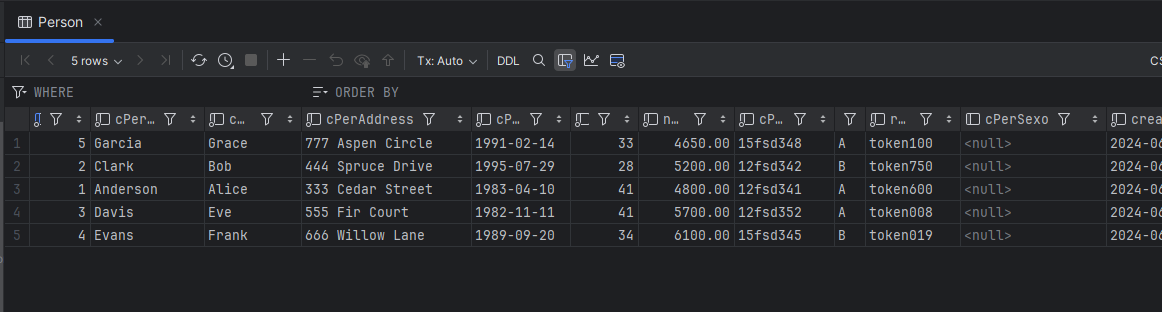 Person
5 rows Tx: Auto DDL CS
WHERE ORDER BY
cPer... c... cPerAddress cP... n... cP... r... cPerSexo crea
1 5 Garcia Grace 777 Aspen Circle 1991-02-14 33 4650.00 15fsd348 A token100 <null> 2024-06
2 2 Clark Bob 444 Spruce Drive 1995-07-29 28 5200.00 12fsd342 B token750 <null> 2024-06
3 1 Anderson Alice 333 Cedar Street 1983-04-10 41 4800.00 12fsd341 A token600 <null> 2024-06
4 3 Davis Eve 555 Fir Court 1982-11-11 41 5700.00 12fsd352 A token008 <null> 2024-06
5 4 Evans Frank 666 Willow Lane 1989-09-20 34 6100.00 15fsd345 B token019 <null> 2024-06